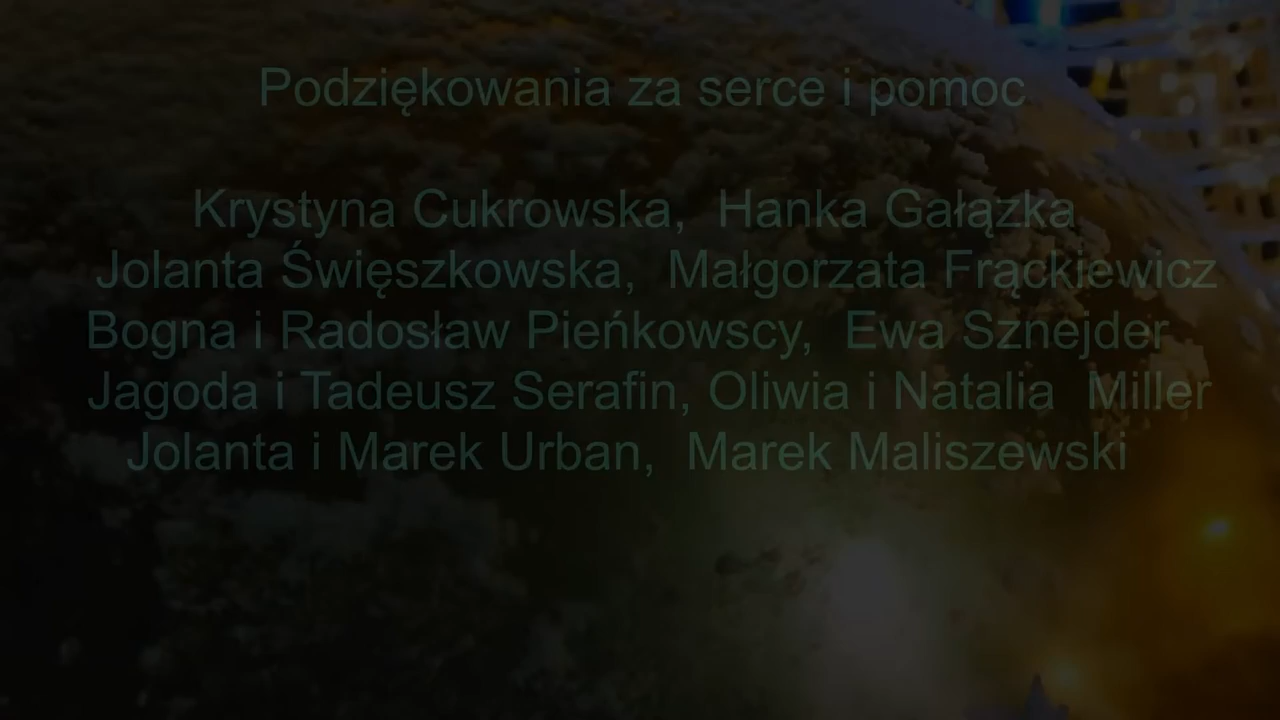 Podziękowania za serce i pomoc
Krystyna Cukrowska, Hanka Gałązka
Jolanta Święszkowska, Małgorzata Frąckiewicz
Bogna i Radosław Pieńkowscy, Ewa Sznejder
Jagoda i Tadeusz Serafin, Oliwia i Natalia Miller
Jolanta i Marek Urban, Marek Maliszewski